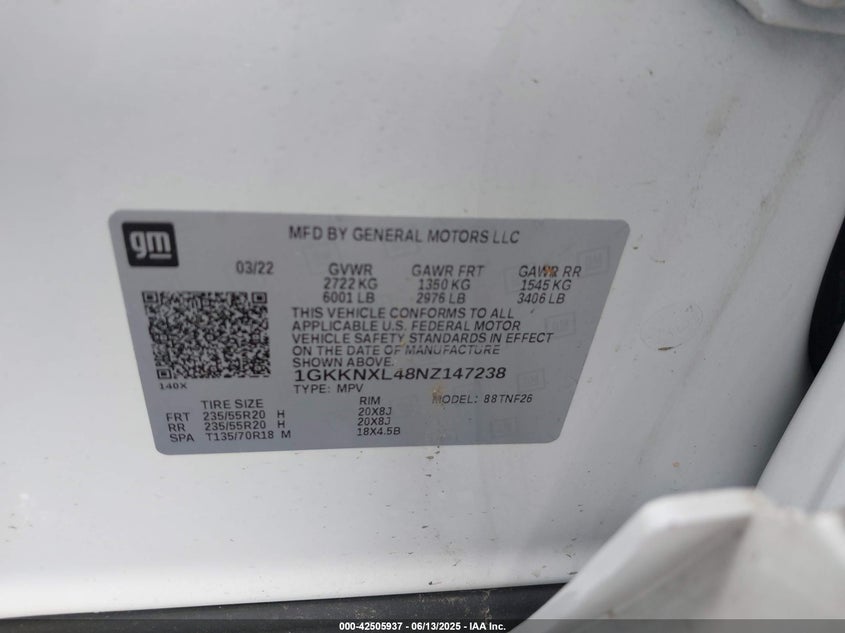 gm
MFD BY GENERAL MOTORS LLC
03/22 GVWR GAWR FRT GAWR RR
2722 KG 1350 KG 1545 KG
6001 LB 2976 LB 3406 LB
THIS VEHICLE CONFORMS TO ALL
APPLICABLE U.S. FEDERAL MOTOR
VEHICLE SAFETY STANDARDS IN EFFECT
ON THE DATE OF MANUFACTURE
SHOWN ABOVE.
1GKKNXL48NZ147238
140X
TYPE: MPV MODEL: 88TNF26
TIRE SIZE RIM
FRT 235/55R20 H 20X8J
RR 235/55R20 H 20X8J
SPA T135/70R18 M 18X4.5B
000-42505937 - 06/13/2025 - IAA Inc.